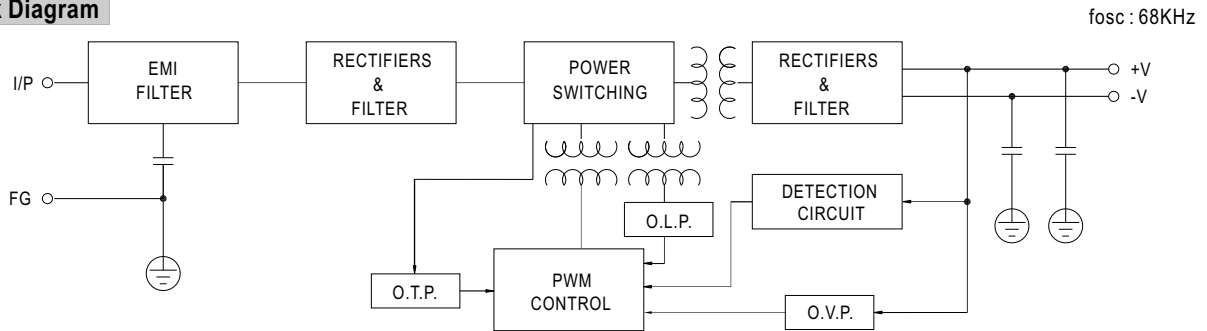 Diagram
fosc : 68KHz
I/P
EMI
FILTER
RECTIFIERS
&
FILTER
POWER
SWITCHING
RECTIFIERS
&
FILTER
+V
-V
FG
DETECTION
CIRCUIT
O.L.P.
O.T.P.
PWM
CONTROL
O.V.P.